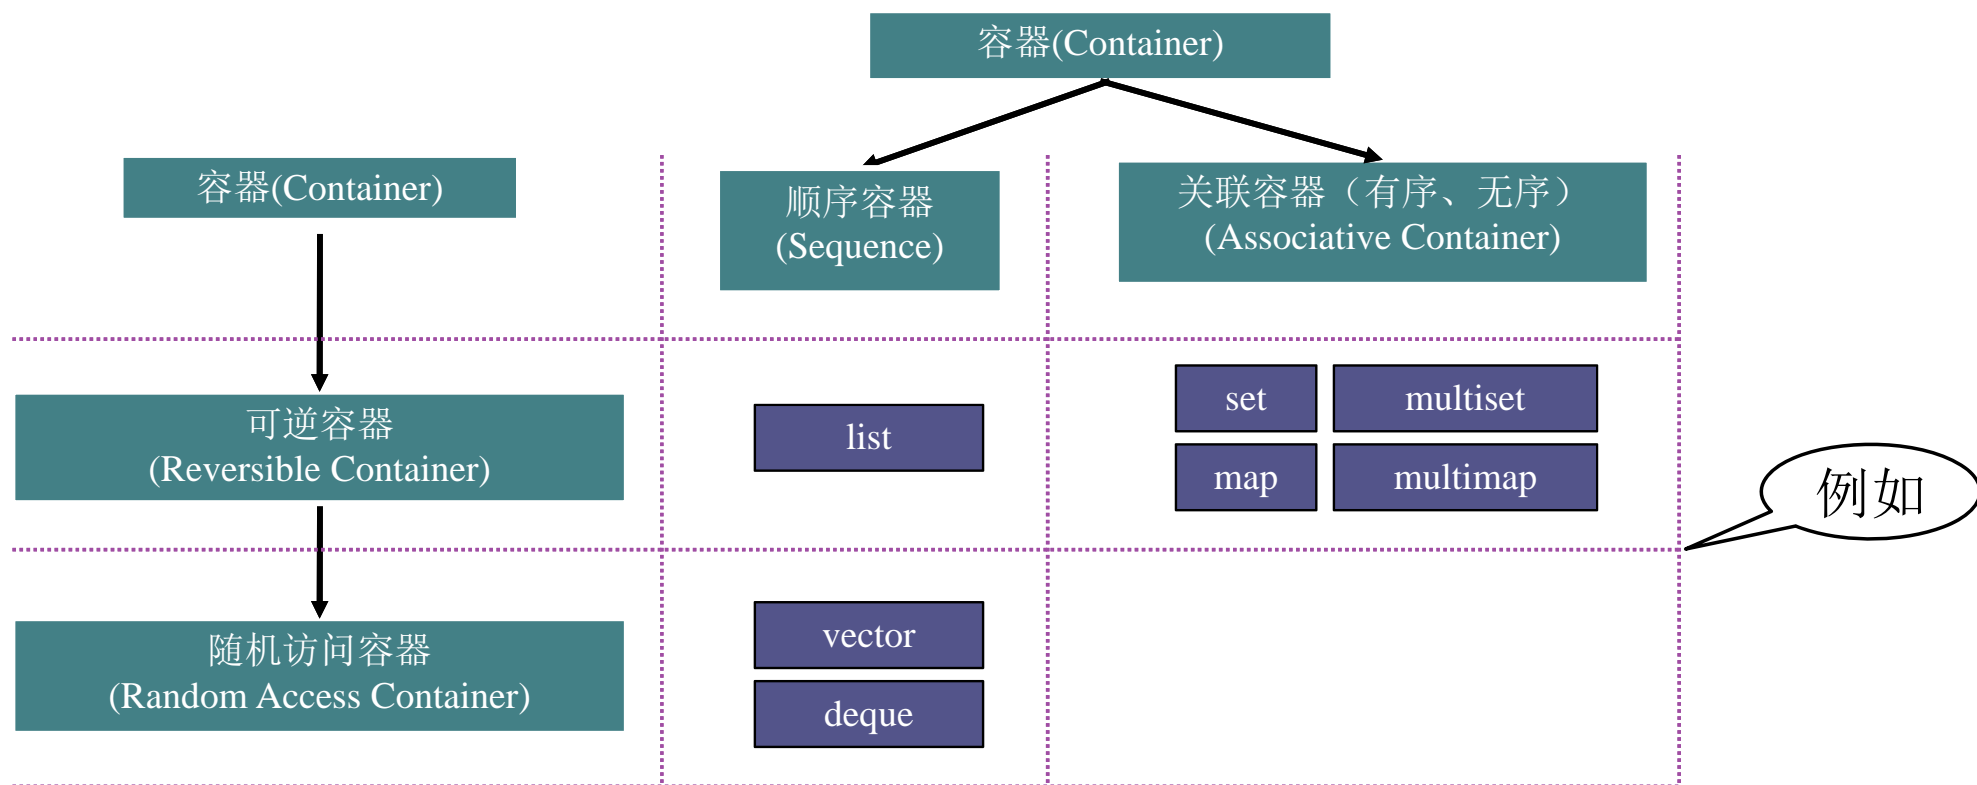 容器(Container)
容器(Container)
顺序容器
(Sequence)
关联容器（有序、无序）
(Associative Container)
可逆容器
(Reversible Container)
list
set
multiset
map
multimap
例如
随机访问容器
(Random Access Container)
vector
deque